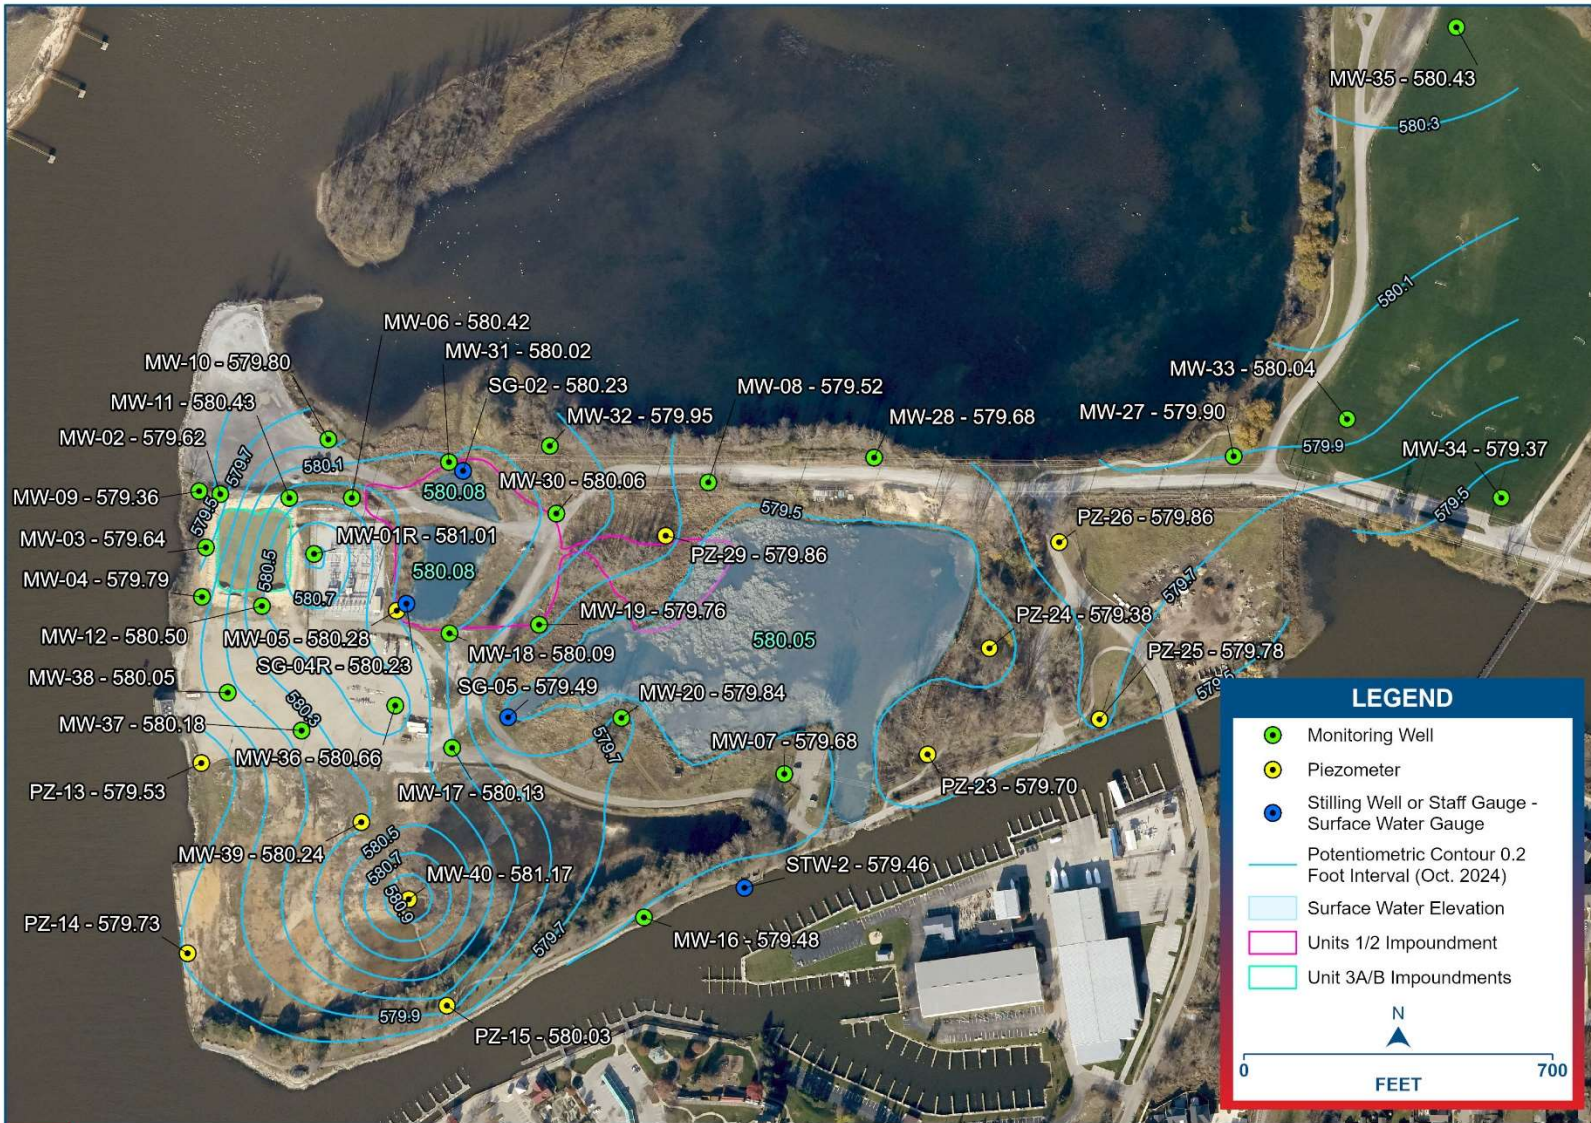 MW-35 - 580.43
580.3
580.1
MW-06 - 580.42
MW-31 - 580.02
MW-10 - 579.80
SG-02 - 580.23
MW-33 - 580.04
MW-08 - 579.52
MW-11 - 580.43
MW-32 - 579.95
MW-28 - 579.68
MW-27 - 579.90
MW-02 - 579.62
579.9
MW-34 - 579.37
579.7
580.1
MW-30 - 580.06
580.08
MW-09 - 579.36
579.5
579.5
579.5
PZ-26 - 579.86
MW-03 - 579.64
MW-01R - 581.01
PZ-29 - 579.86
580.5
580.08
MW-04 - 579.79
580.7
579.7
MW-19 - 579.76
PZ-24 - 579.38
MW-12 - 580.50
MW-05 - 580.28
580.05
PZ-25 - 579.78
MW-18 - 580.09
SG-04R - 580.23
MW-38 - 580.05
SG-05 - 579.49
MW-20 - 579.84
579.5
580.3
MW-37 - 580.18
579.7
MW-07 - 579.68
MW-36 - 580.66
PZ-13 - 579.53
MW-17 - 580.13
PZ-23 - 579.70
580.5
MW-39 - 580.24
580.7
STW-2 - 579.46
MW-40 - 581.17
580.9
PZ-14 - 579.73
579.7
MW-16 - 579.48
579.9
PZ-15 - 580.03
LEGEND
Monitoring Well
Piezometer
Stilling Well or Staff Gauge -
Surface Water Gauge
Potentiometric Contour 0.2
Foot Interval (Oct. 2024)
Surface Water Elevation
Units 1/2 Impoundment
Unit 3A/B Impoundments
N
0
700
FEET